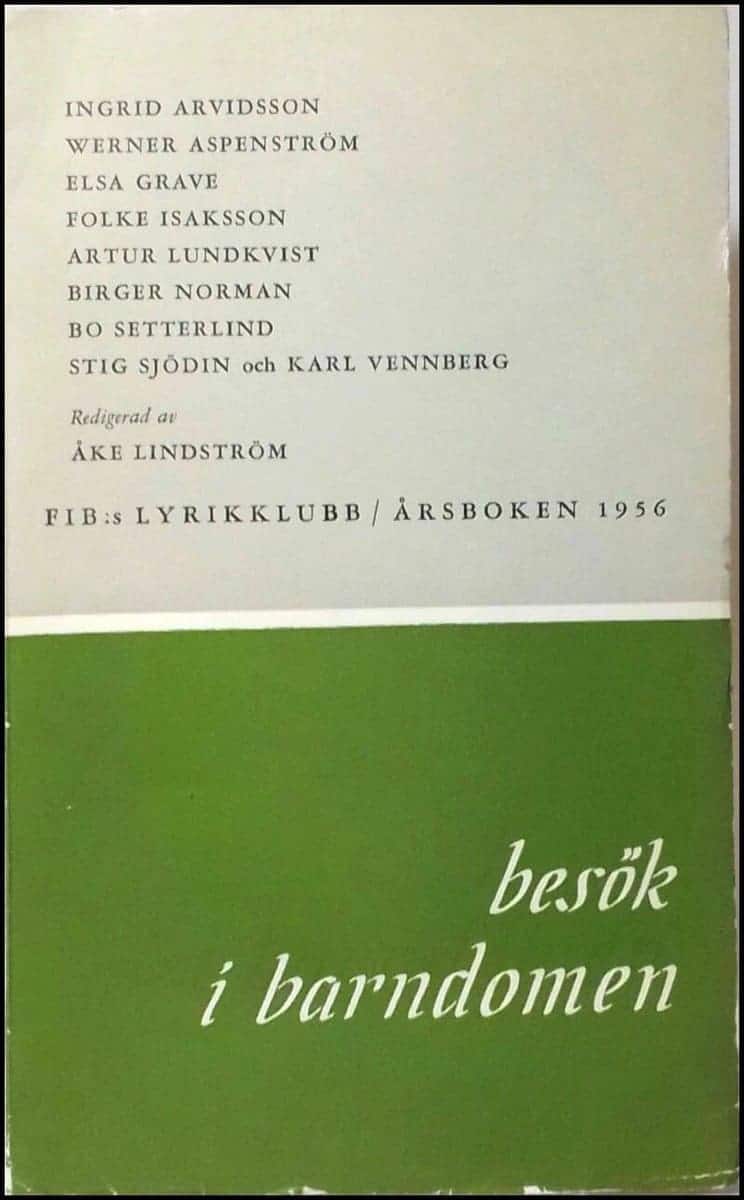 INGRID ARVIDSSON
WERNER ASPENSTRÖM
ELSA GRAVE
FOLKE ISAKSSON
ARTUR LUNDKVIST
BIRGER NORMAN
BO SETTERLIND
STIG SJÖDIN och KARL VENNBERG
Redigerad av
ÅKE LINDSTRÖM
FIB:s LYRIKKLUBB / ÅRSBOKEN 1956
besök
i barndomen